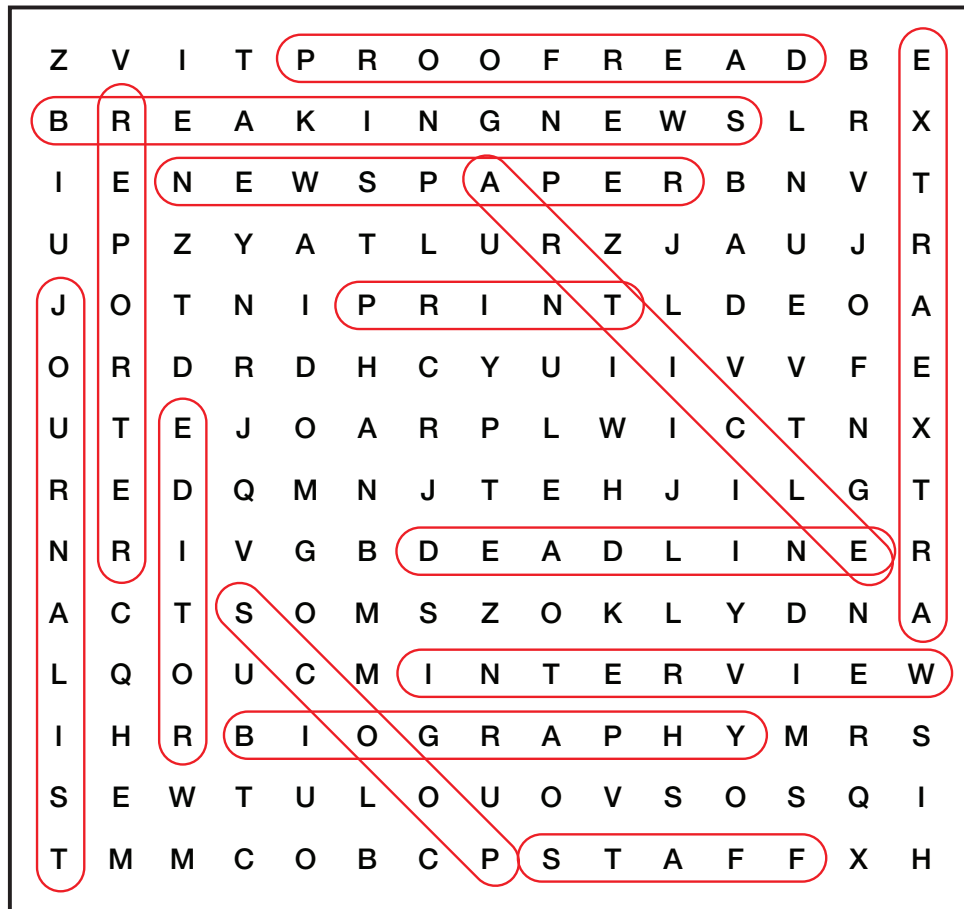 Z V I T P R O O F R E A D B E
B R E A K I N G N E W S L R X
I E N E W S P A P E R B N V T
U P Z Y A T L U R Z J A U J R
J O T N I P R I N T L D E O A
O R D R D H C Y U I I V V F E
U T E J O A R P L W I C T N X
R E D Q M N J T E H J I L G T
N R I V G B D E A D L I N E R
A C T S O M S Z O K L Y D N A
L Q O U C M I N T E R V I E W
I H R B I O G R A P H Y M R S
S E W T U L O U O V S O S Q I
T M M C O B C P S T A F F X H